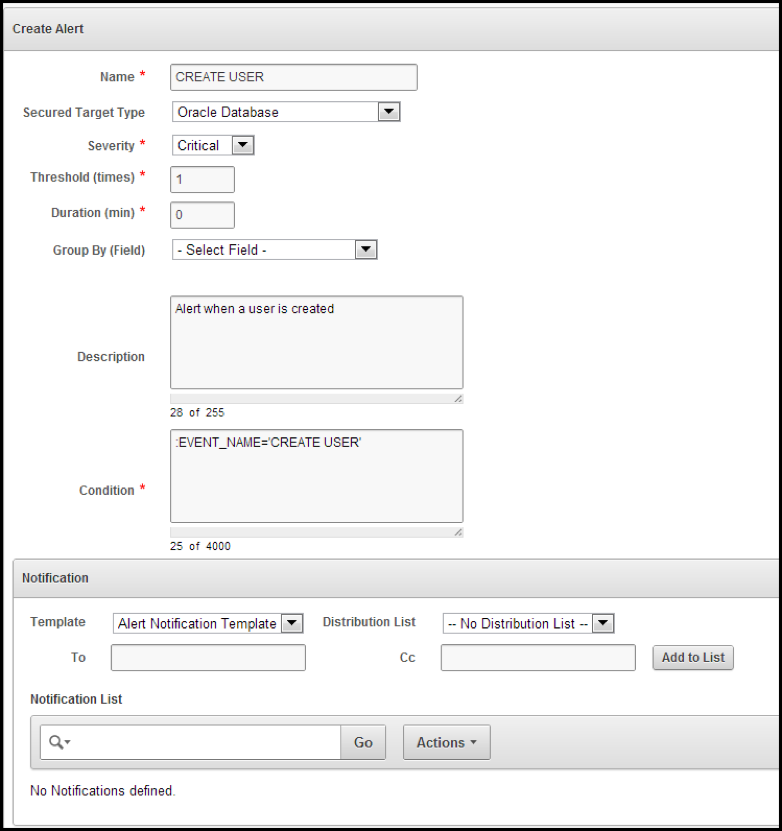 Create Alert
Name *
CREATE USER
Secured Target Type
Oracle Database
Severity *
Critical
Threshold (times) *
1
Duration (min) *
0
Group By (Field)
- Select Field -
Description
Alert when a user is created
28 of 255
Condition *
:EVENT_NAME='CREATE USER'
25 of 4000
Notification
Template
Alert Notification Template
Distribution List
-- No Distribution List --
To
Cc
Add to List
Notification List
Go
Actions
No Notifications defined.